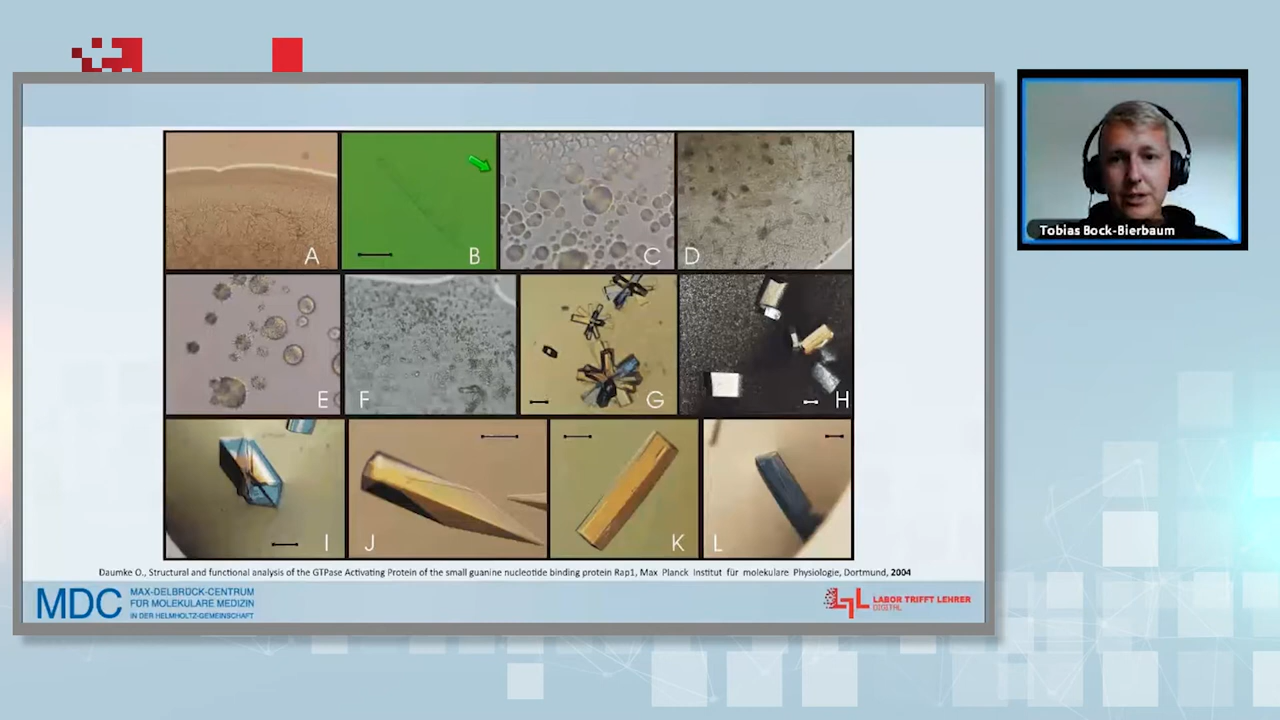 A
B
C
D
E
F
G
H
I
J
K
L
Daumke O., Structural and functional analysis of the GTPase Activating Protein of the small guanine nucleotide binding protein Rap1, Max Planck Institut für molekulare Physiologie, Dortmund, 2004
MDC
MAX-DELBRÜCK-CENTRUM
FÜR MOLEKULARE MEDIZIN
IN DER HELMHOLTZ-GEMEINSCHAFT
LTL
LABOR TRIFFT LEHRER
DIGITAL
Tobias Bock-Bierbaum